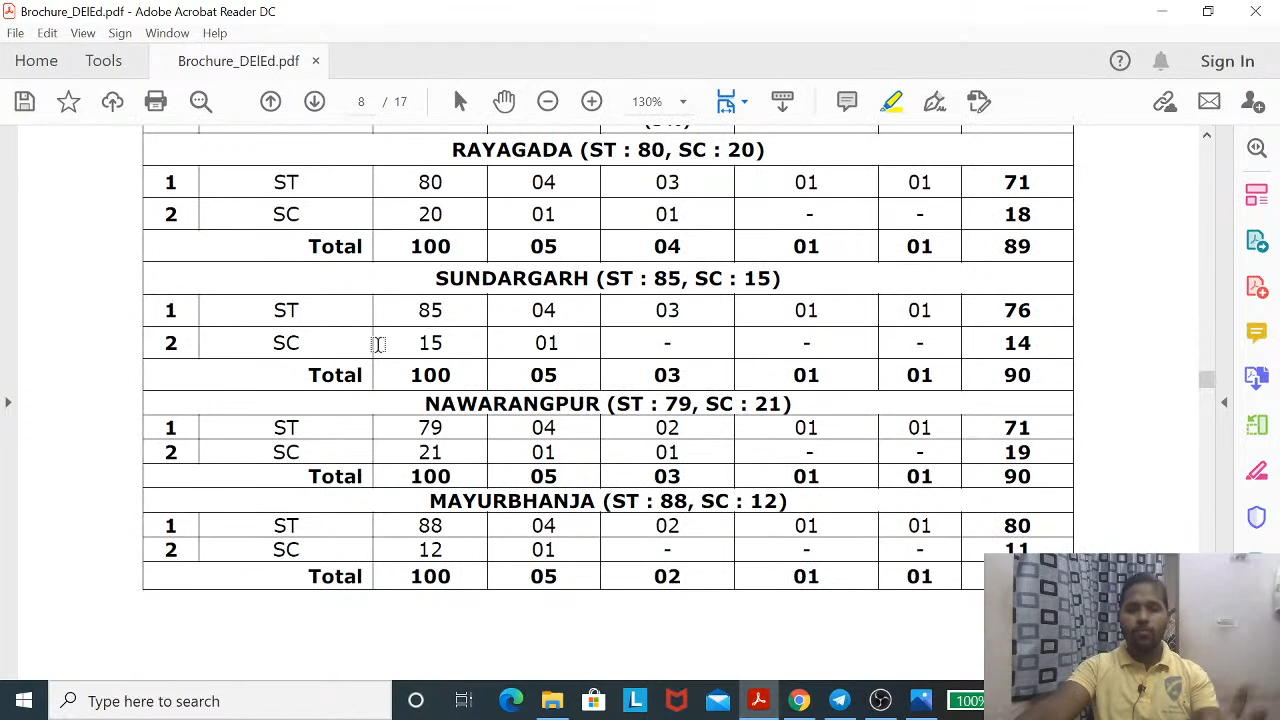 Brochure_DElEd.pdf - Adobe Acrobat Reader DC
File Edit View Sign Window Help
Home Tools Brochure_DElEd.pdf × Sign In
8 / 17 130%
RAYAGADA (ST : 80, SC : 20)
1 ST 80 04 03 01 01 71
2 SC 20 01 01 - - 18
Total 100 05 04 01 01 89
SUNDARGARH (ST : 85, SC : 15)
1 ST 85 04 03 01 01 76
2 SC 15 01 - - - 14
Total 100 05 03 01 01 90
NAWARANGPUR (ST : 79, SC : 21)
1 ST 79 04 02 01 01 71
2 SC 21 01 01 - - 19
Total 100 05 03 01 01 90
MAYURBHANJA (ST : 88, SC : 12)
1 ST 88 04 02 01 01 80
2 SC 12 01 - - - 11
Total 100 05 02 01 01
Type here to search 100%